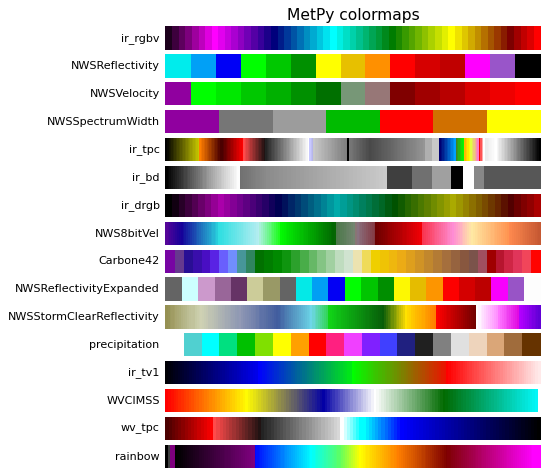 MetPy colormaps
ir_rgbv
NWSReflectivity
NWSVelocity
NWSSpectrumWidth
ir_tpc
ir_bd
ir_drgb
NWS8bitVel
Carbone42
NWSReflectivityExpanded
NWSStormClearReflectivity
precipitation
ir_tv1
WVCIMSS
wv_tpc
rainbow